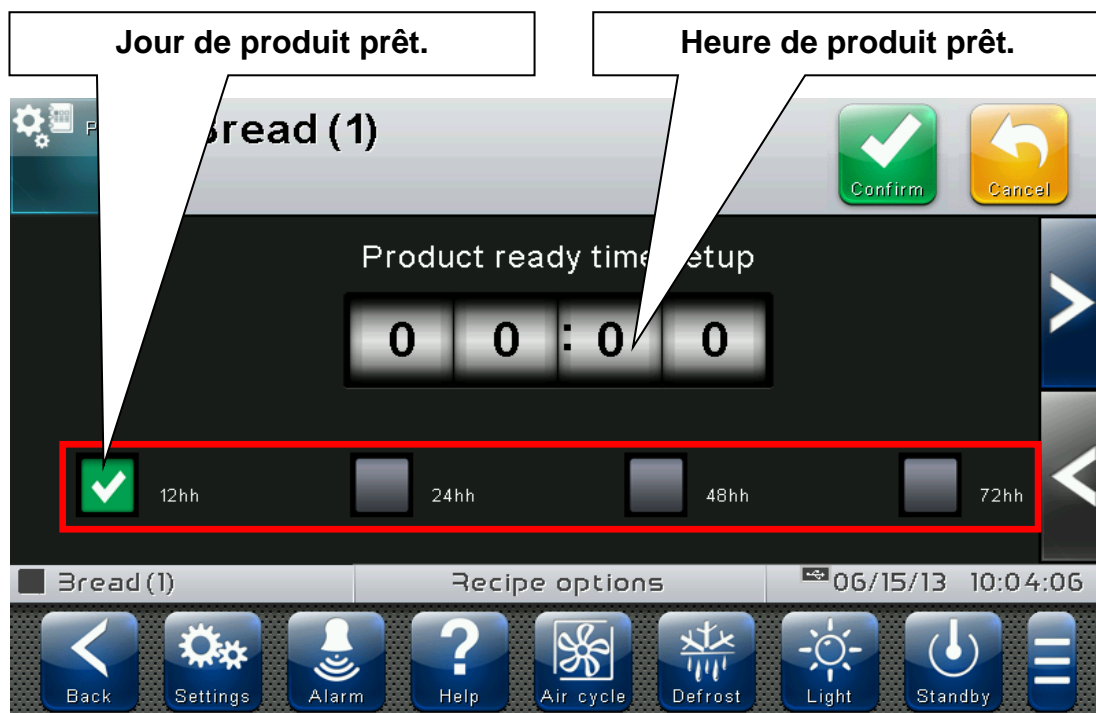 Jour de produit prêt.
Heure de produit prêt.
Bread (1)
Confirm
Cancel
Product ready time etup
0 0 : 0 0
12hh
24hh
48hh
72hh
Bread (1)
Recipe options
06/15/13 10:04:06
Back
Settings
Alarm
Help
Air cycle
Defrost
Light
Standby